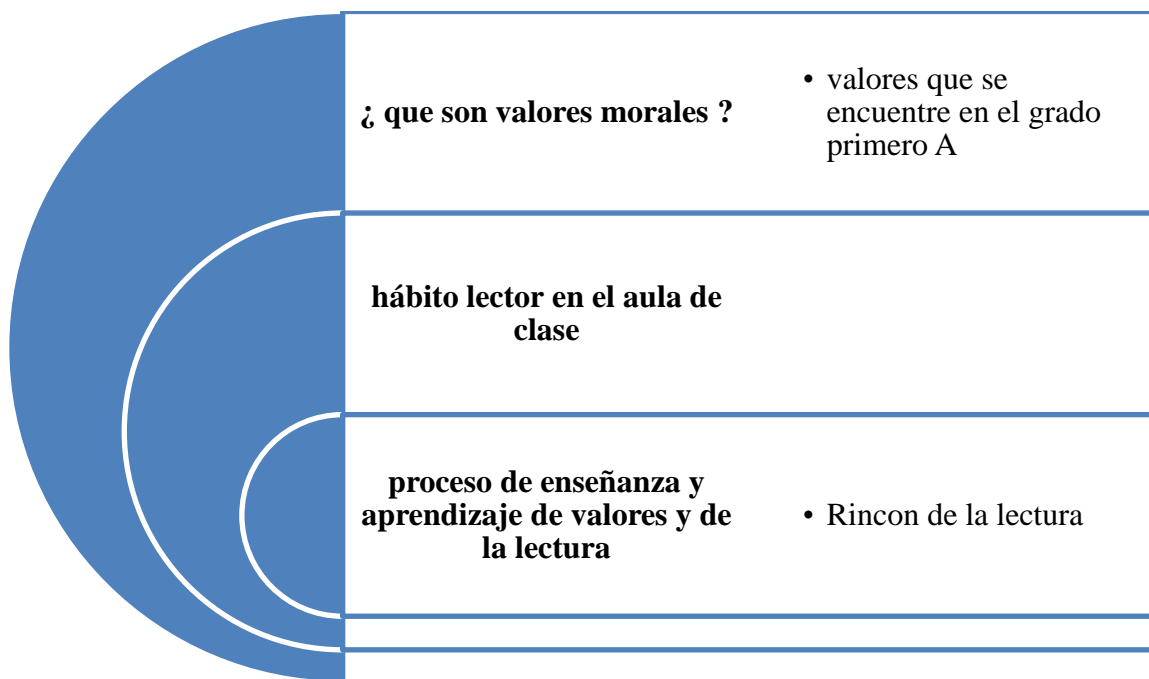 ¿ que son valores morales ?
• valores que se
encuentre en el grado
primero A
hábito lector en el aula de
clase
proceso de enseñanza y
aprendizaje de valores y de
la lectura
• Rincon de la lectura